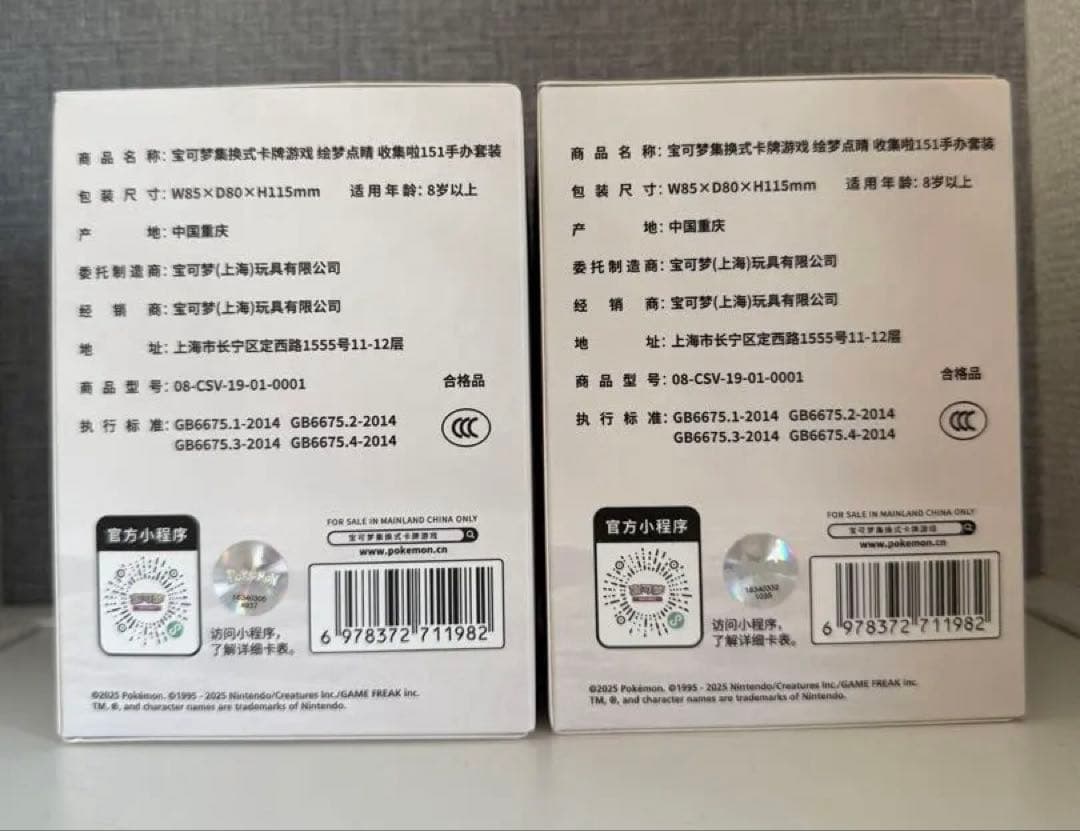 商品名称：宝可梦集换式卡牌游戏 绘梦点睛 收集啦151手办套装
包装尺寸：W85×D80×H115mm 适用年龄：8岁以上
产地：中国重庆
委托制造商：宝可梦(上海)玩具有限公司
经销商：宝可梦(上海)玩具有限公司
地址：上海市长宁区定西路1555号11-12层
商品型号：08-CSV-19-01-0001
合格品
执行标准：GB6675.1-2014 GB6675.2-2014
GB6675.3-2014 GB6675.4-2014
CCC
官方小程序
宝可梦
POKÉMON
访问小程序，
了解详细卡表。
FOR SALE IN MAINLAND CHINA ONLY
宝可梦集换式卡牌游戏
www.pokemon.cn
6 978372 711982
©2025 Pokémon. ©1995 - 2025 Nintendo/Creatures Inc./GAME FREAK inc.
TM, ®, and character names are trademarks of Nintendo.
商品名称：宝可梦集换式卡牌游戏 绘梦点睛 收集啦151手办套装
包装尺寸：W85×D80×H115mm 适用年龄：8岁以上
产地：中国重庆
委托制造商：宝可梦(上海)玩具有限公司
经销商：宝可梦(上海)玩具有限公司
地址：上海市长宁区定西路1555号11-12层
商品型号：08-CSV-19-01-0001
合格品
执行标准：GB6675.1-2014 GB6675.2-2014
GB6675.3-2014 GB6675.4-2014
CCC
官方小程序
宝可梦
访问小程序，
了解详细卡表。
FOR SALE IN MAINLAND CHINA ONLY
宝可梦集换式卡牌游戏
www.pokemon.cn
6 978372 711982
©2025 Pokémon. ©1995 - 2025 Nintendo/Creatures Inc./GAME FREAK inc.
TM, ®, and character names are trademarks of Nintendo.